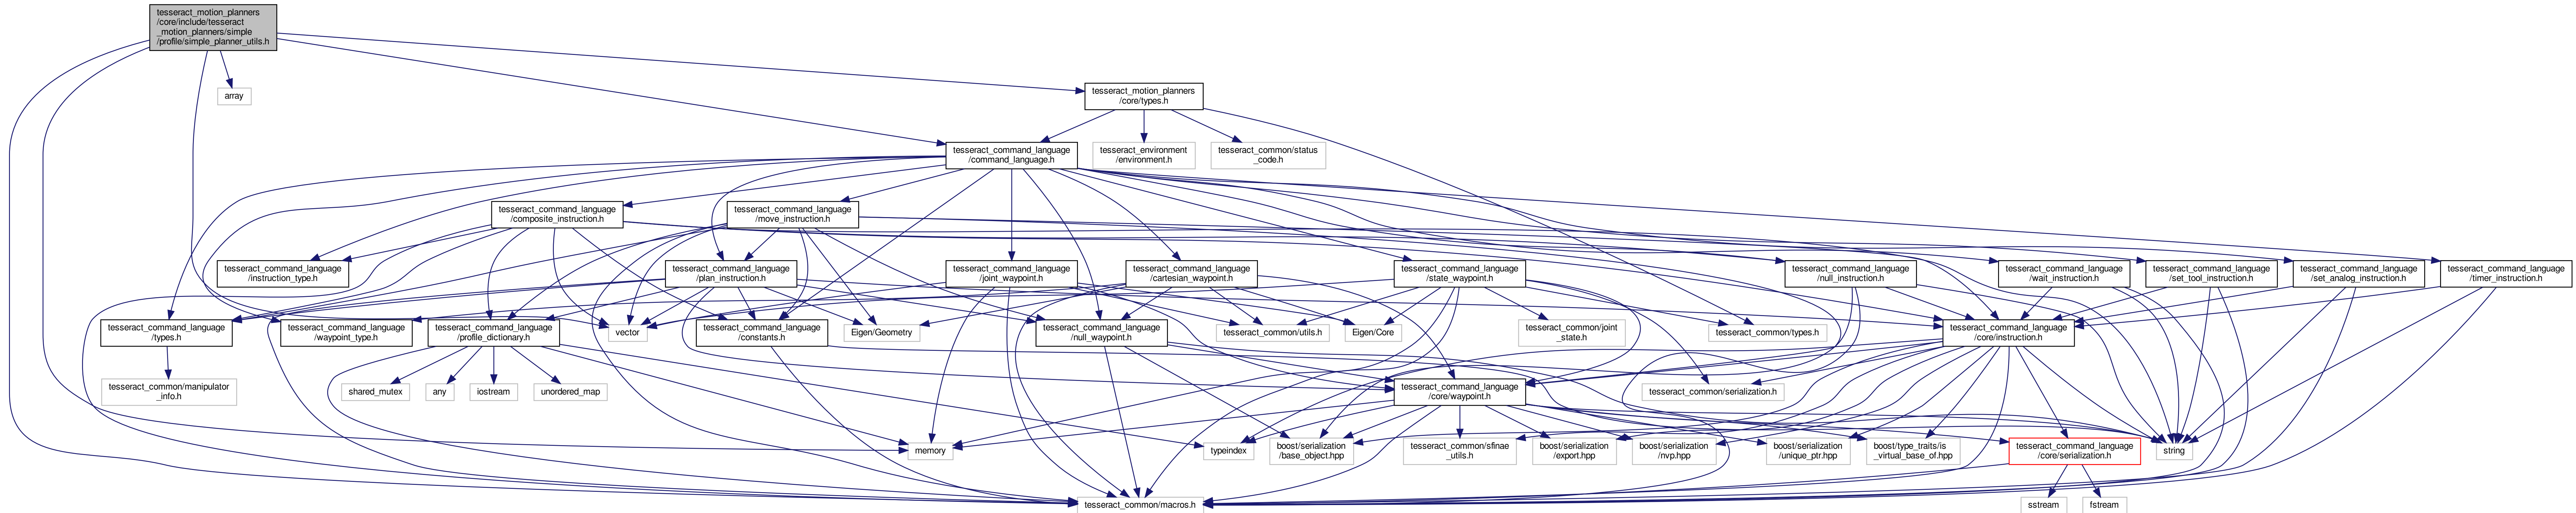 tesseract_motion_planners
/core/include/tesseract
_motion_planners/simple
/profile/simple_planner_utils.h
array
tesseract_motion_planners
/core/types.h
tesseract_command_language
/command_language.h
tesseract_environment
/environment.h
tesseract_common/status
_code.h
tesseract_command_language
/composite_instruction.h
tesseract_command_language
/move_instruction.h
tesseract_command_language
/instruction_type.h
tesseract_command_language
/plan_instruction.h
tesseract_command_language
/joint_waypoint.h
tesseract_command_language
/cartesian_waypoint.h
tesseract_command_language
/state_waypoint.h
tesseract_command_language
/null_instruction.h
tesseract_command_language
/wait_instruction.h
tesseract_command_language
/set_tool_instruction.h
tesseract_command_language
/set_analog_instruction.h
tesseract_command_language
/timer_instruction.h
tesseract_command_language
/types.h
tesseract_command_language
/waypoint_type.h
tesseract_command_language
/profile_dictionary.h
vector
tesseract_command_language
/constants.h
Eigen/Geometry
tesseract_command_language
/null_waypoint.h
tesseract_common/utils.h
Eigen/Core
tesseract_common/joint
_state.h
tesseract_common/types.h
tesseract_command_language
/core/instruction.h
tesseract_common/manipulator
_info.h
shared_mutex
any
iostream
unordered_map
tesseract_command_language
/core/waypoint.h
tesseract_common/serialization.h
memory
typeindex
boost/serialization
/base_object.hpp
tesseract_common/sfinae
_utils.h
boost/serialization
/export.hpp
boost/serialization
/nvp.hpp
boost/serialization
/unique_ptr.hpp
boost/type_traits/is
_virtual_base_of.hpp
tesseract_command_language
/core/serialization.h
string
tesseract_common/macros.h
sstream
fstream